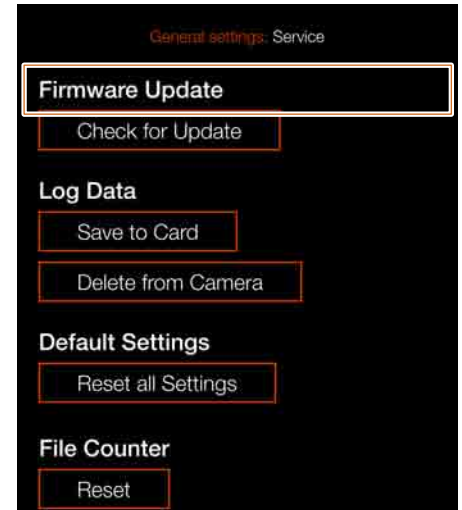 General settings: Service
Firmware Update
Check for Update
Log Data
Save to Card
Delete from Camera
Default Settings
Reset all Settings
File Counter
Reset